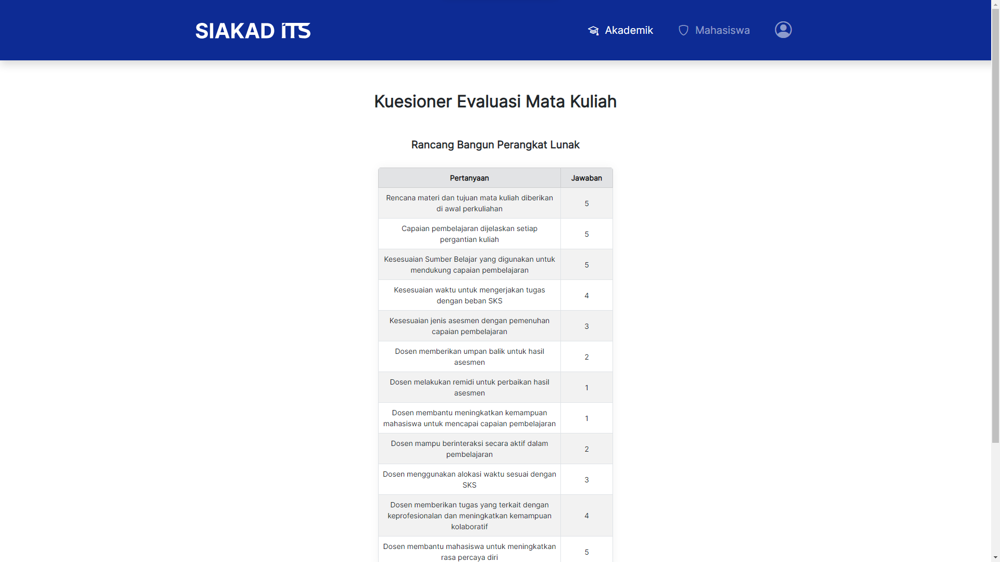 SIAKAD ITS
Akademik
Mahasiswa
Kuesioner Evaluasi Mata Kuliah
Rancang Bangun Perangkat Lunak
Pertanyaan Jawaban
Rencana materi dan tujuan mata kuliah diberikan
di awal perkuliahan
5
Capaian pembelajaran dijelaskan setiap
pergantian kuliah
5
Kesesuaian Sumber Belajar yang digunakan untuk
mendukung capaian pembelajaran
5
Kesesuaian waktu untuk mengerjakan tugas
dengan beban SKS
4
Kesesuaian jenis asesmen dengan pemenuhan
capaian pembelajaran
3
Dosen memberikan umpan balik untuk hasil
asesmen
2
Dosen melakukan remidi untuk perbaikan hasil
asesmen
1
Dosen membantu meningkatkan kemampuan
mahasiswa untuk mencapai capaian pembelajaran
1
Dosen mampu berinteraksi secara aktif dalam
pembelajaran
2
Dosen menggunakan alokasi waktu sesuai dengan
SKS
3
Dosen memberikan tugas yang terkait dengan
keprofesionalan dan meningkatkan kemampuan
kolaboratif
4
Dosen membantu mahasiswa untuk meningkatkan
rasa percaya diri
5